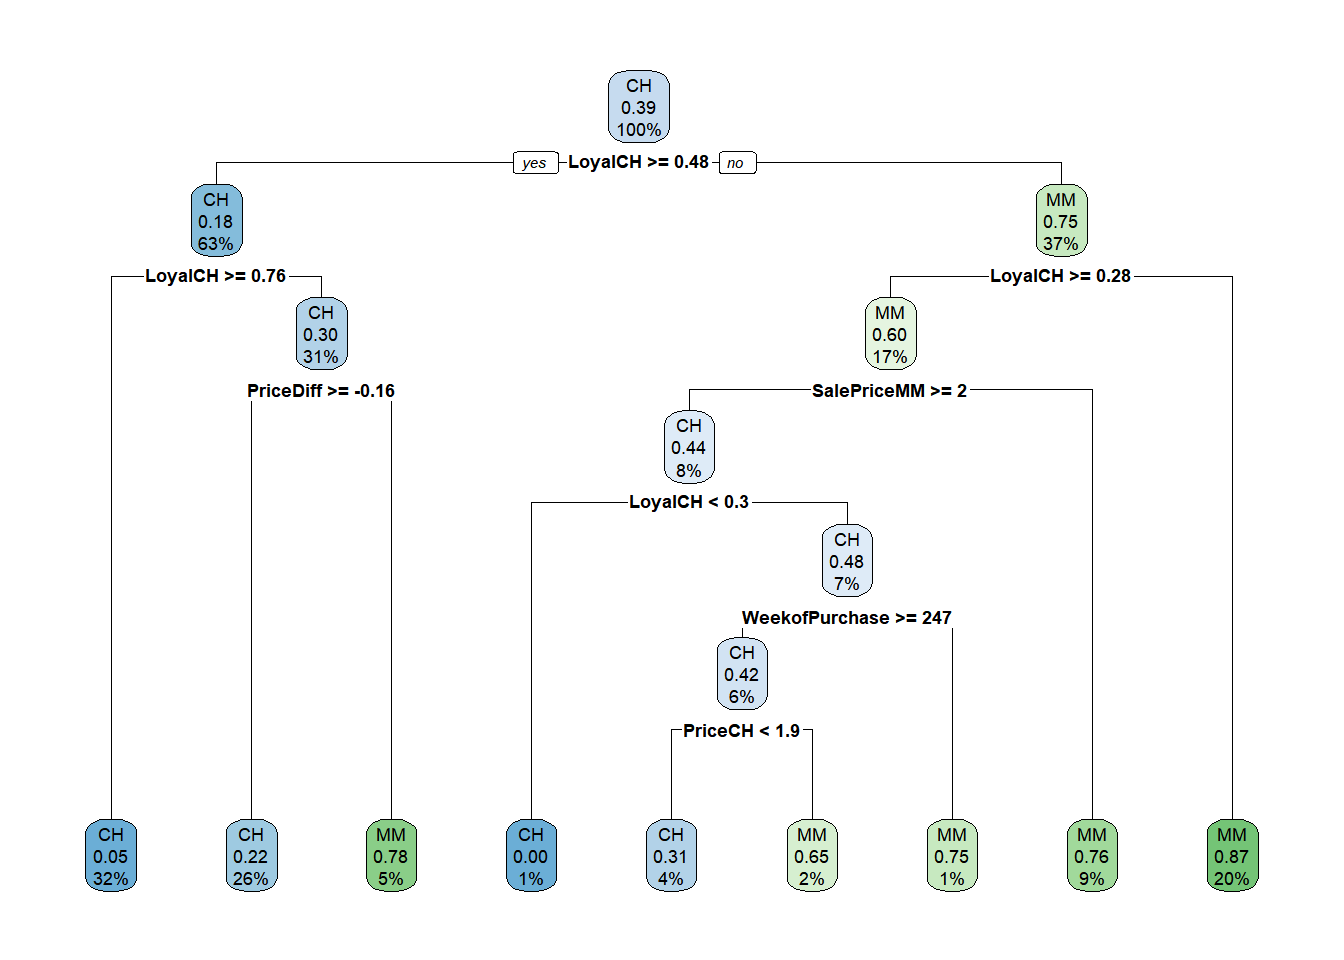 CH
0.39
100%
yes LoyalCH >= 0.48 no
CH
0.18
63%
MM
0.75
37%
LoyalCH >= 0.76
LoyalCH >= 0.28
CH
0.30
31%
MM
0.60
17%
PriceDiff >= -0.16
SalePriceMM >= 2
CH
0.44
8%
LoyalCH < 0.3
CH
0.48
7%
WeekofPurchase >= 247
CH
0.42
6%
PriceCH < 1.9
CH
0.05
32%
CH
0.22
26%
MM
0.78
5%
CH
0.00
1%
CH
0.31
4%
MM
0.65
2%
MM
0.75
1%
MM
0.76
9%
MM
0.87
20%